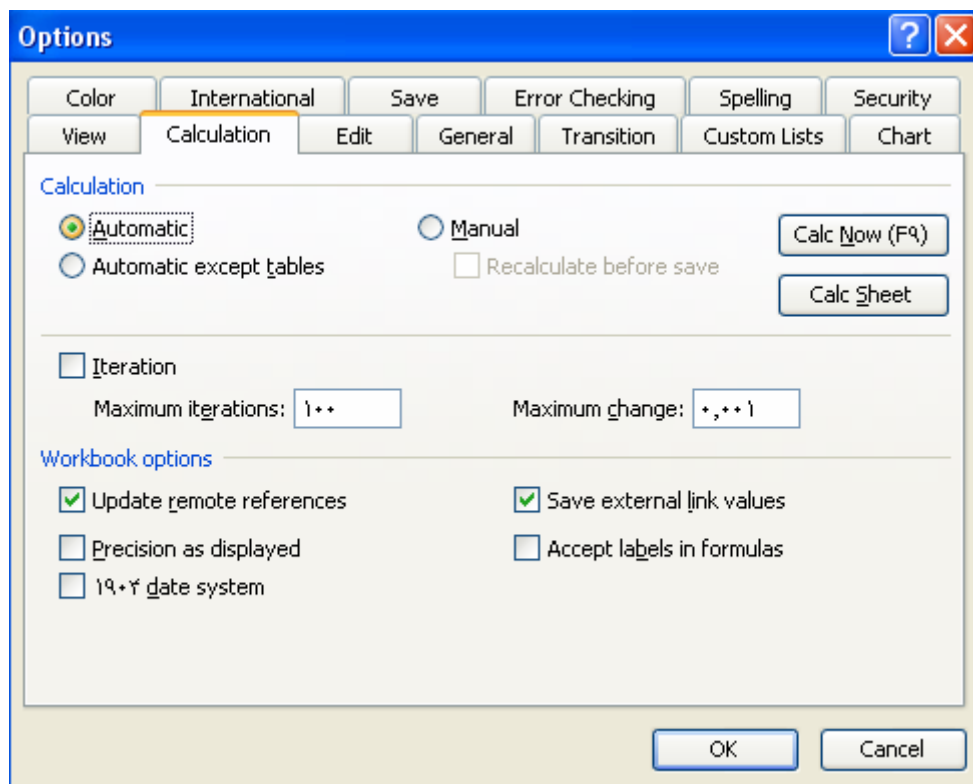 Options
Color International Save Error Checking Spelling Security
View Calculation Edit General Transition Custom Lists Chart
Calculation
Automatic Manual Calc Now (F۹)
Automatic except tables Recalculate before save
Calc Sheet
Iteration
Maximum iterations: ۱۰۰ Maximum change: ۰,۰۰۱
Workbook options
Update remote references Save external link values
Precision as displayed Accept labels in formulas
۱۹۰۴ date system
OK Cancel